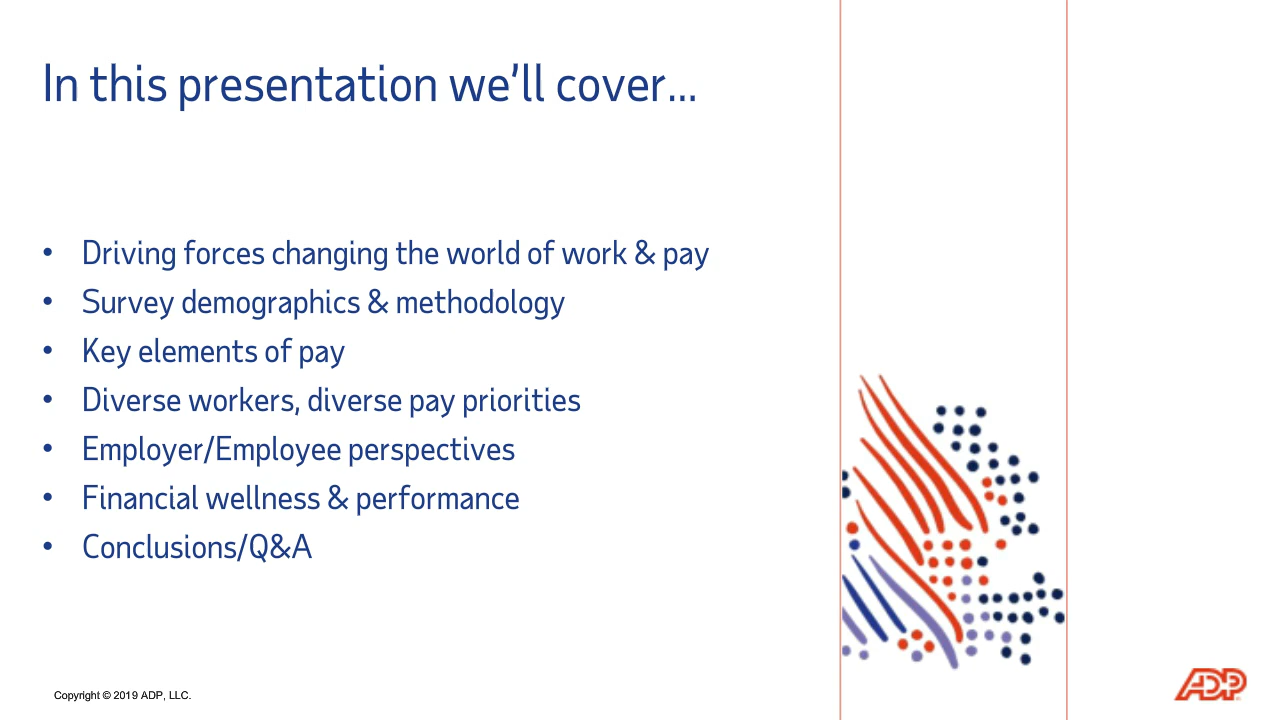 In this presentation we’ll cover...
• Driving forces changing the world of work & pay
• Survey demographics & methodology
• Key elements of pay
• Diverse workers, diverse pay priorities
• Employer/Employee perspectives
• Financial wellness & performance
• Conclusions/Q&A
Copyright © 2019 ADP, LLC.
ADP